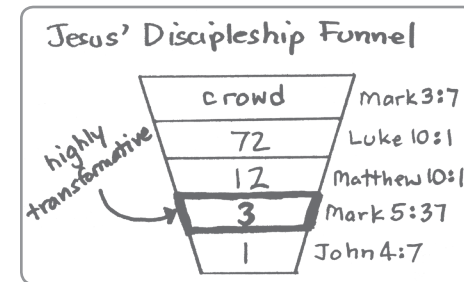 Jesus' Discipleship Funnel
crowd Mark 3:7
72 Luke 10:1
highly
transformative
12 Matthew 10:1
3 Mark 5:37
1 John 4:7